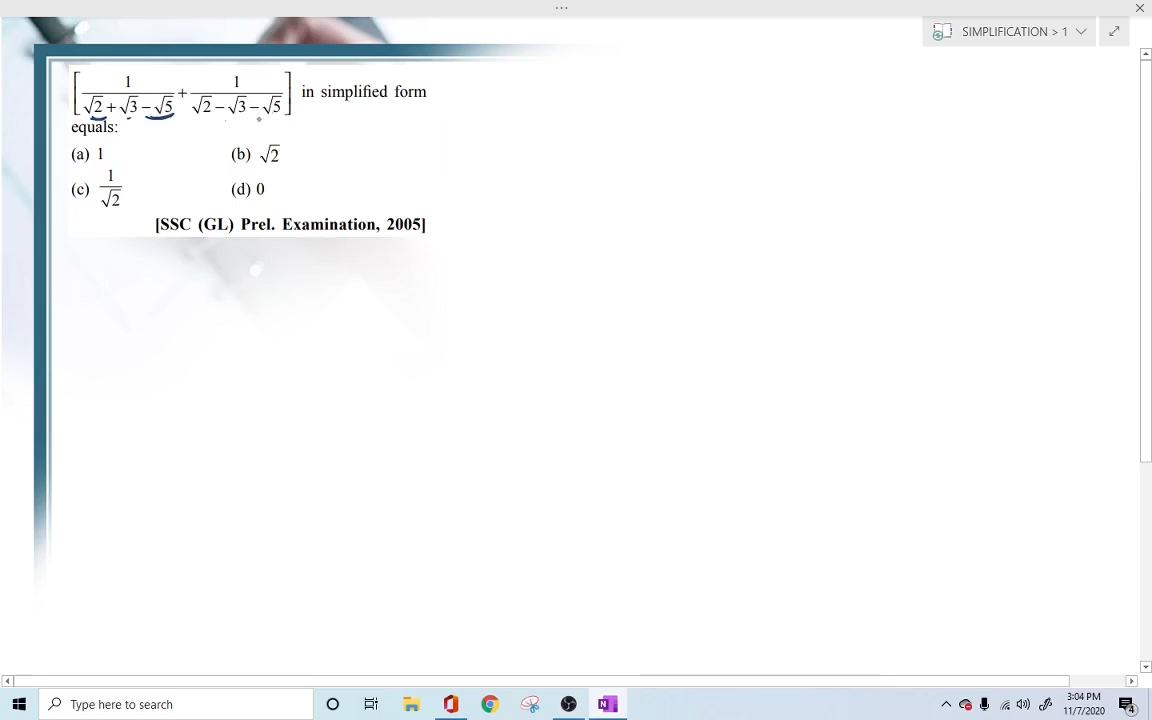 SIMPLIFICATION > 1
[1/(√2 + √3 − √5) + 1/(√2 − √3 − √5)] in simplified form
equals:
(a) 1 (b) √2
(c) 1/√2 (d) 0
[SSC (GL) Prel. Examination, 2005]
Type here to search
3:04 PM
11/7/2020
4